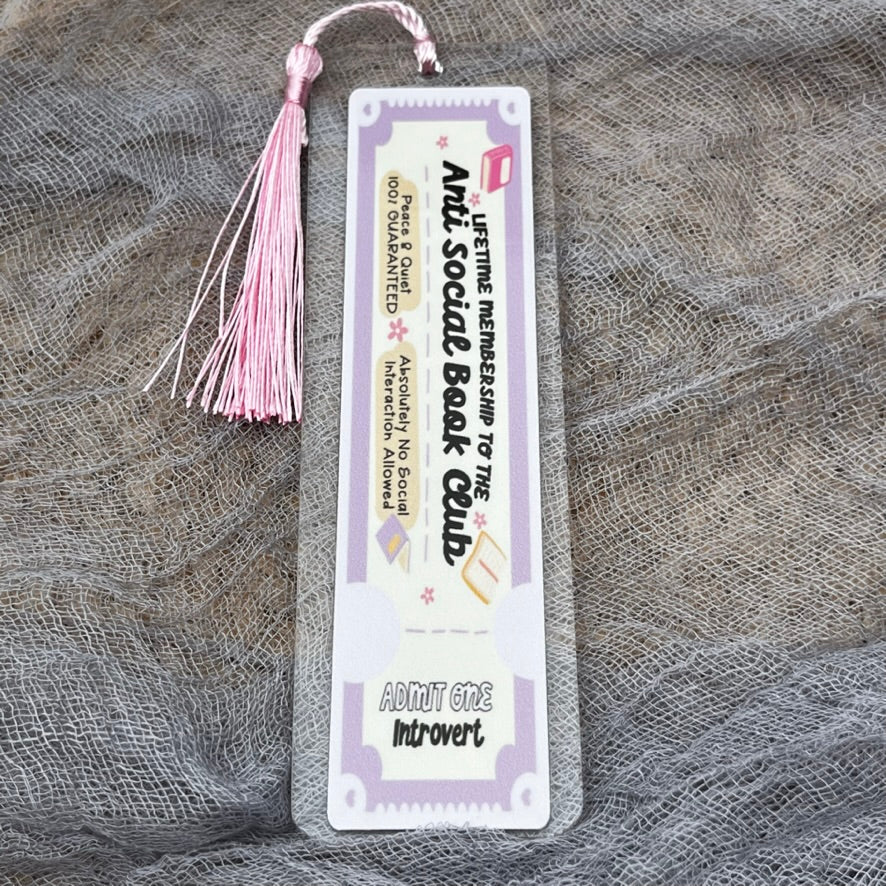 LIFETIME MEMBERSHIP TO THE
Anti Social Book Club
Peace & Quiet
100% GUARANTEED
Absolutely No Social
Interaction Allowed
ADMIT ONE
Introvert